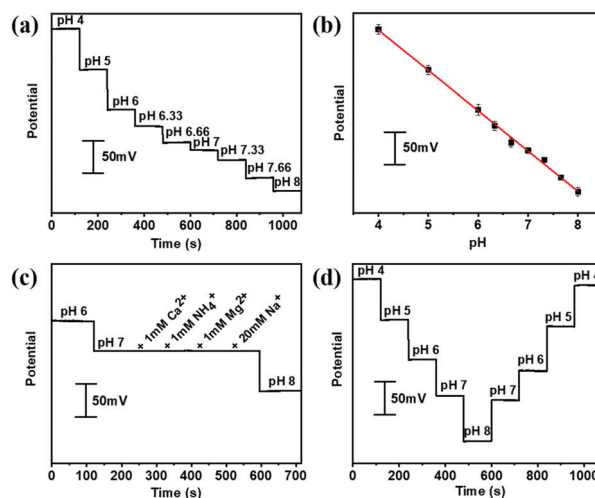 (a)
pH 4
pH 5
pH 6
pH 6.33
pH 6.66
pH 7
pH 7.33
pH 7.66
pH 8
50mV
Potential
0 200 400 600 800 1000
Time (s)
(b)
50mV
Potential
4 5 6 7 8
pH
(c)
pH 6
pH 7
+ 1mM Ca2+
+ 1mM NH4+
+ 1mM Mg2+
+ 20mM Na+
pH 8
50mV
Potential
0 100 200 300 400 500 600 700
Time (s)
(d)
pH 4
pH 5
pH 6
pH 7
pH 8
pH 7
pH 6
pH 5
pH 4
50mV
Potential
0 200 400 600 800 1000
Time (s)